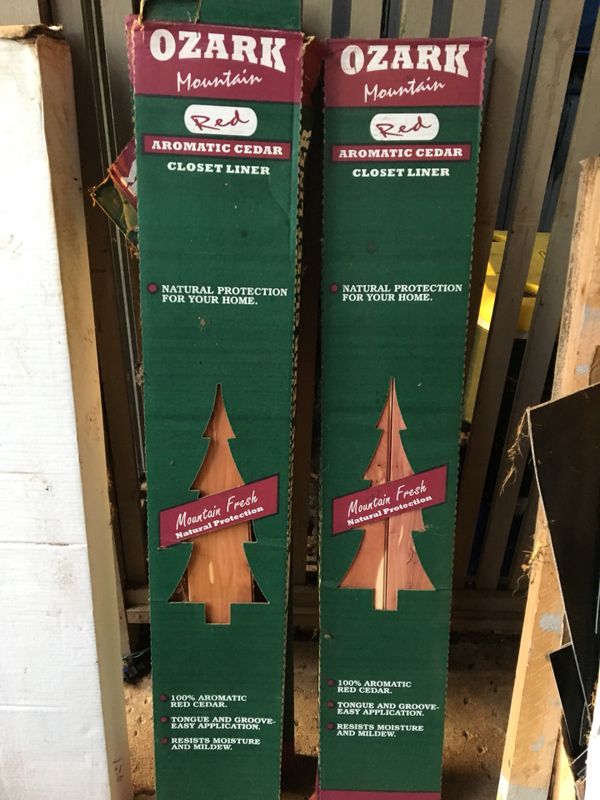 OZARK
Mountain
Red
AROMATIC CEDAR
CLOSET LINER
NATURAL PROTECTION
FOR YOUR HOME.
Mountain Fresh
Natural Protection
100% AROMATIC
RED CEDAR.
TONGUE AND GROOVE-
EASY APPLICATION.
RESISTS MOISTURE
AND MILDEW.
OZARK
Mountain
Red
AROMATIC CEDAR
CLOSET LINER
NATURAL PROTECTION
FOR YOUR HOME.
Mountain Fresh
Natural Protection
100% AROMATIC
RED CEDAR.
TONGUE AND GROOVE-
EASY APPLICATION.
RESISTS MOISTURE
AND MILDEW.